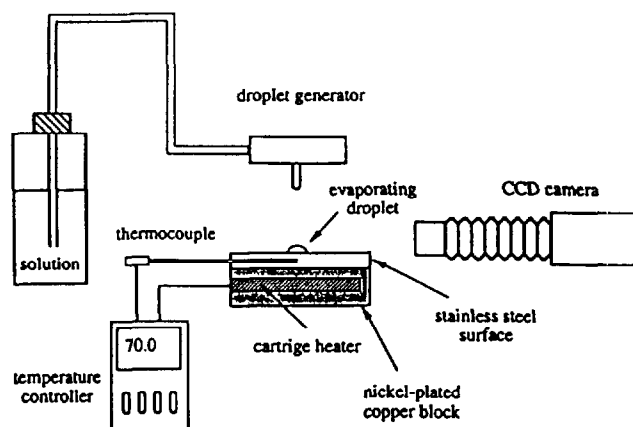 droplet generator
evaporating
droplet
CCD camera
thermocouple
solution
stainless steel
surface
70.0
cartrige heater
temperature
controller
nickel-plated
copper block